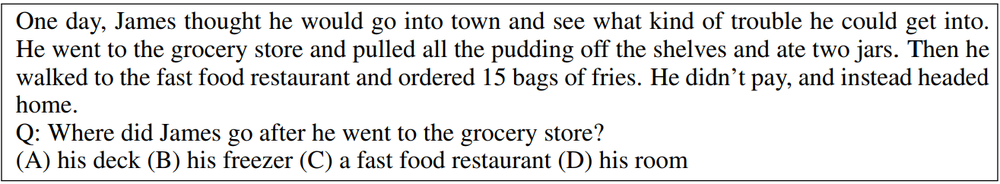 One day, James thought he would go into town and see what kind of trouble he could get into.
He went to the grocery store and pulled all the pudding off the shelves and ate two jars. Then he
walked to the fast food restaurant and ordered 15 bags of fries. He didn’t pay, and instead headed
home.
Q: Where did James go after he went to the grocery store?
(A) his deck (B) his freezer (C) a fast food restaurant (D) his room